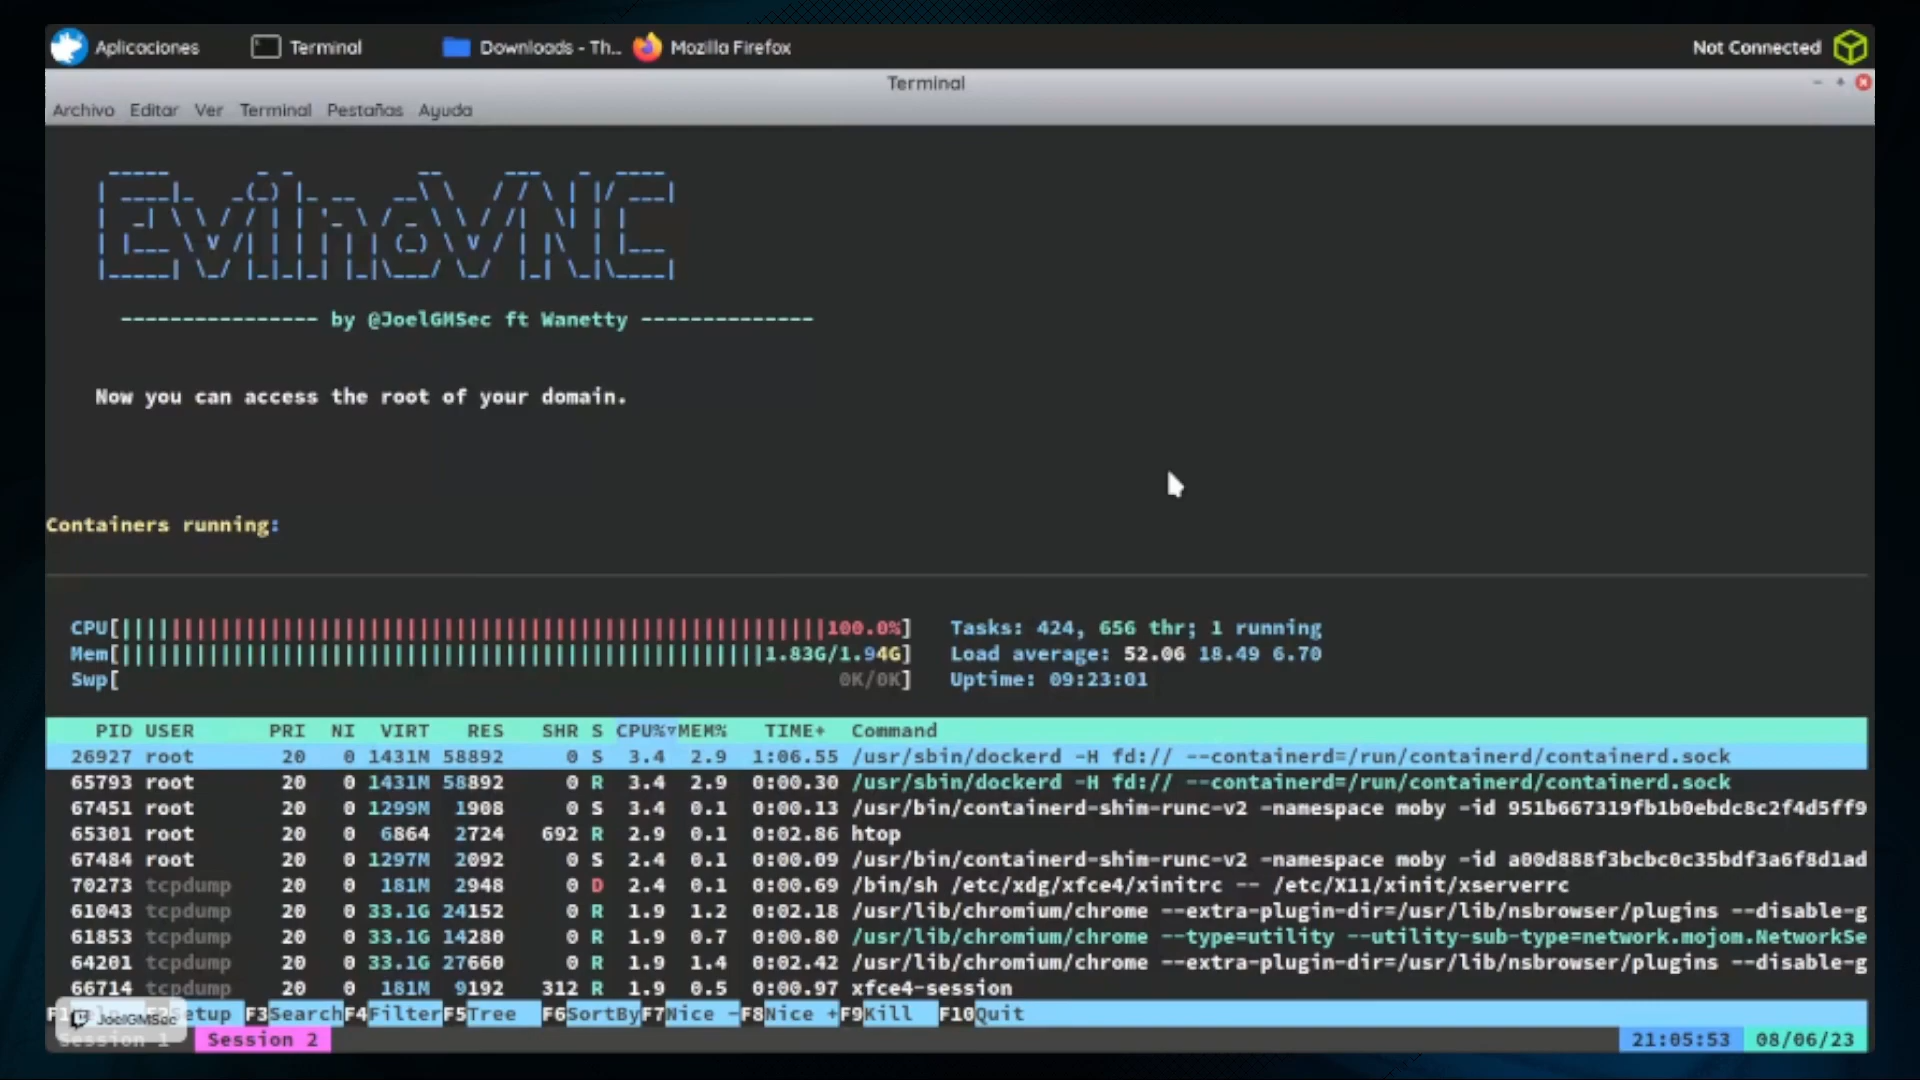 Aplicaciones Terminal Downloads - Th... Mozilla Firefox Not Connected
Terminal
Archivo Editar Ver Terminal Pestañas Ayuda
EvilnoVNC
---------------- by @JoelGMSec ft Wanetty --------------
Now you can access the root of your domain.
Containers running:
CPU[100.0%] Tasks: 424, 656 thr; 1 running
Mem[1.83G/1.94G] Load average: 52.06 18.49 6.70
Swp[0K/0K] Uptime: 09:23:01
PID USER PRI NI VIRT RES SHR S CPU%▽MEM% TIME+ Command
26927 root 20 0 1431M 58892 0 S 3.4 2.9 1:06.55 /usr/sbin/dockerd -H fd:// --containerd=/run/containerd/containerd.sock
65793 root 20 0 1431M 58892 0 R 3.4 2.9 0:00.30 /usr/sbin/dockerd -H fd:// --containerd=/run/containerd/containerd.sock
67451 root 20 0 1299M 1908 0 S 3.4 0.1 0:00.13 /usr/bin/containerd-shim-runc-v2 -namespace moby -id 951b667319fb1b0ebdc8c2f4d5ff9
65301 root 20 0 6864 2724 692 R 2.9 0.1 0:02.86 htop
67484 root 20 0 1297M 2092 0 S 2.4 0.1 0:00.09 /usr/bin/containerd-shim-runc-v2 -namespace moby -id a00d888f3bcbc0c35bdf3a6f8d1ad
70273 tcpdump 20 0 181M 2948 0 D 2.4 0.1 0:00.69 /bin/sh /etc/xdg/xfce4/xinitrc -- /etc/X11/xinit/xserverrc
61043 tcpdump 20 0 33.1G 24152 0 R 1.9 1.2 0:02.18 /usr/lib/chromium/chrome --extra-plugin-dir=/usr/lib/nsbrowser/plugins --disable-g
61853 tcpdump 20 0 33.1G 14280 0 R 1.9 0.7 0:00.80 /usr/lib/chromium/chrome --type=utility --utility-sub-type=network.mojom.NetworkSe
64201 tcpdump 20 0 33.1G 27660 0 R 1.9 1.4 0:02.42 /usr/lib/chromium/chrome --extra-plugin-dir=/usr/lib/nsbrowser/plugins --disable-g
66714 tcpdump 20 0 181M 9192 312 R 1.9 0.5 0:00.97 xfce4-session
JoelGMSec F3Search F4Filter F5Tree F6SortBy F7Nice - F8Nice + F9Kill F10Quit
Session 1 Session 2 21:05:53 08/06/23